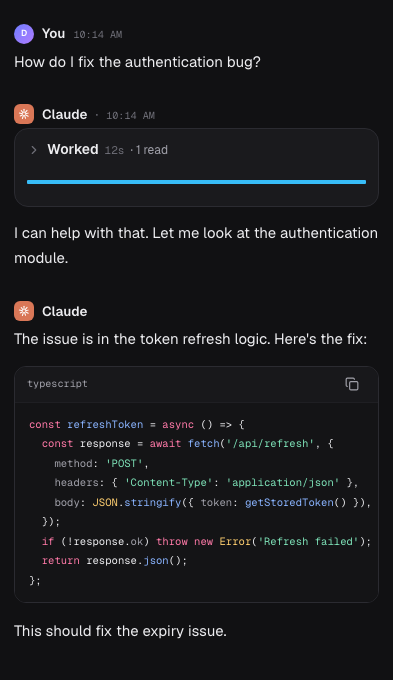 D You 10:14 AM
How do I fix the authentication bug?
Claude · 10:14 AM
Worked 12s · 1 read
I can help with that. Let me look at the authentication
module.
Claude
The issue is in the token refresh logic. Here's the fix:
typescript
const refreshToken = async () => {
  const response = await fetch('/api/refresh', {
    method: 'POST',
    headers: { 'Content-Type': 'application/json' },
    body: JSON.stringify({ token: getStoredToken() }),
  });
  if (!response.ok) throw new Error('Refresh failed');
  return response.json();
};
This should fix the expiry issue.